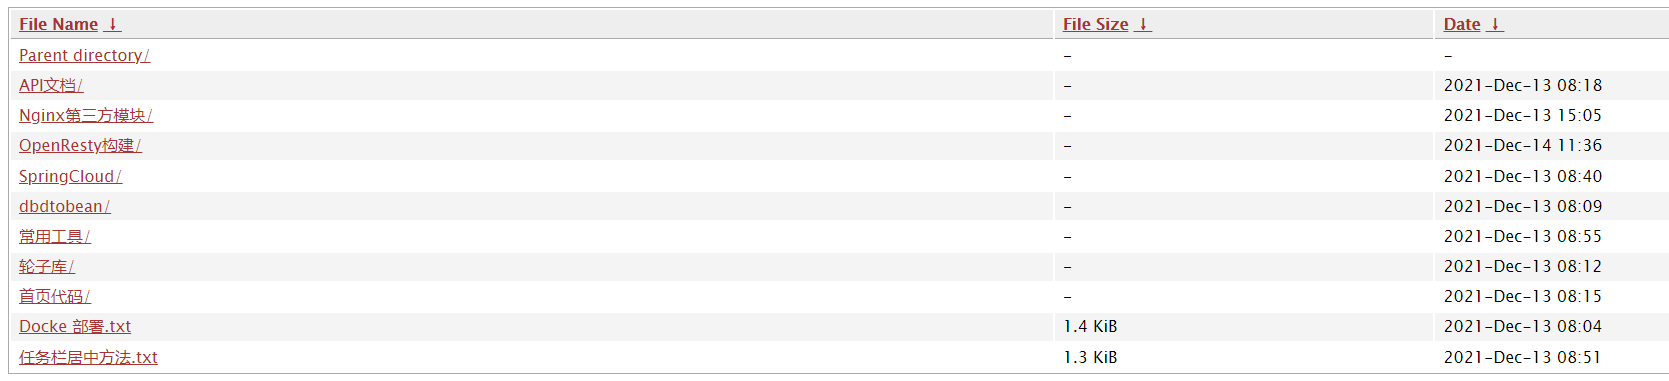 File Name ↓ File Size ↓ Date ↓
Parent directory/ - -
API文档/ - 2021-Dec-13 08:18
Nginx第三方模块/ - 2021-Dec-13 15:05
OpenResty构建/ - 2021-Dec-14 11:36
SpringCloud/ - 2021-Dec-13 08:40
dbdtobean/ - 2021-Dec-13 08:09
常用工具/ - 2021-Dec-13 08:55
轮子库/ - 2021-Dec-13 08:12
首页代码/ - 2021-Dec-13 08:15
Docke 部署.txt 1.4 KiB 2021-Dec-13 08:04
任务栏居中方法.txt 1.3 KiB 2021-Dec-13 08:51